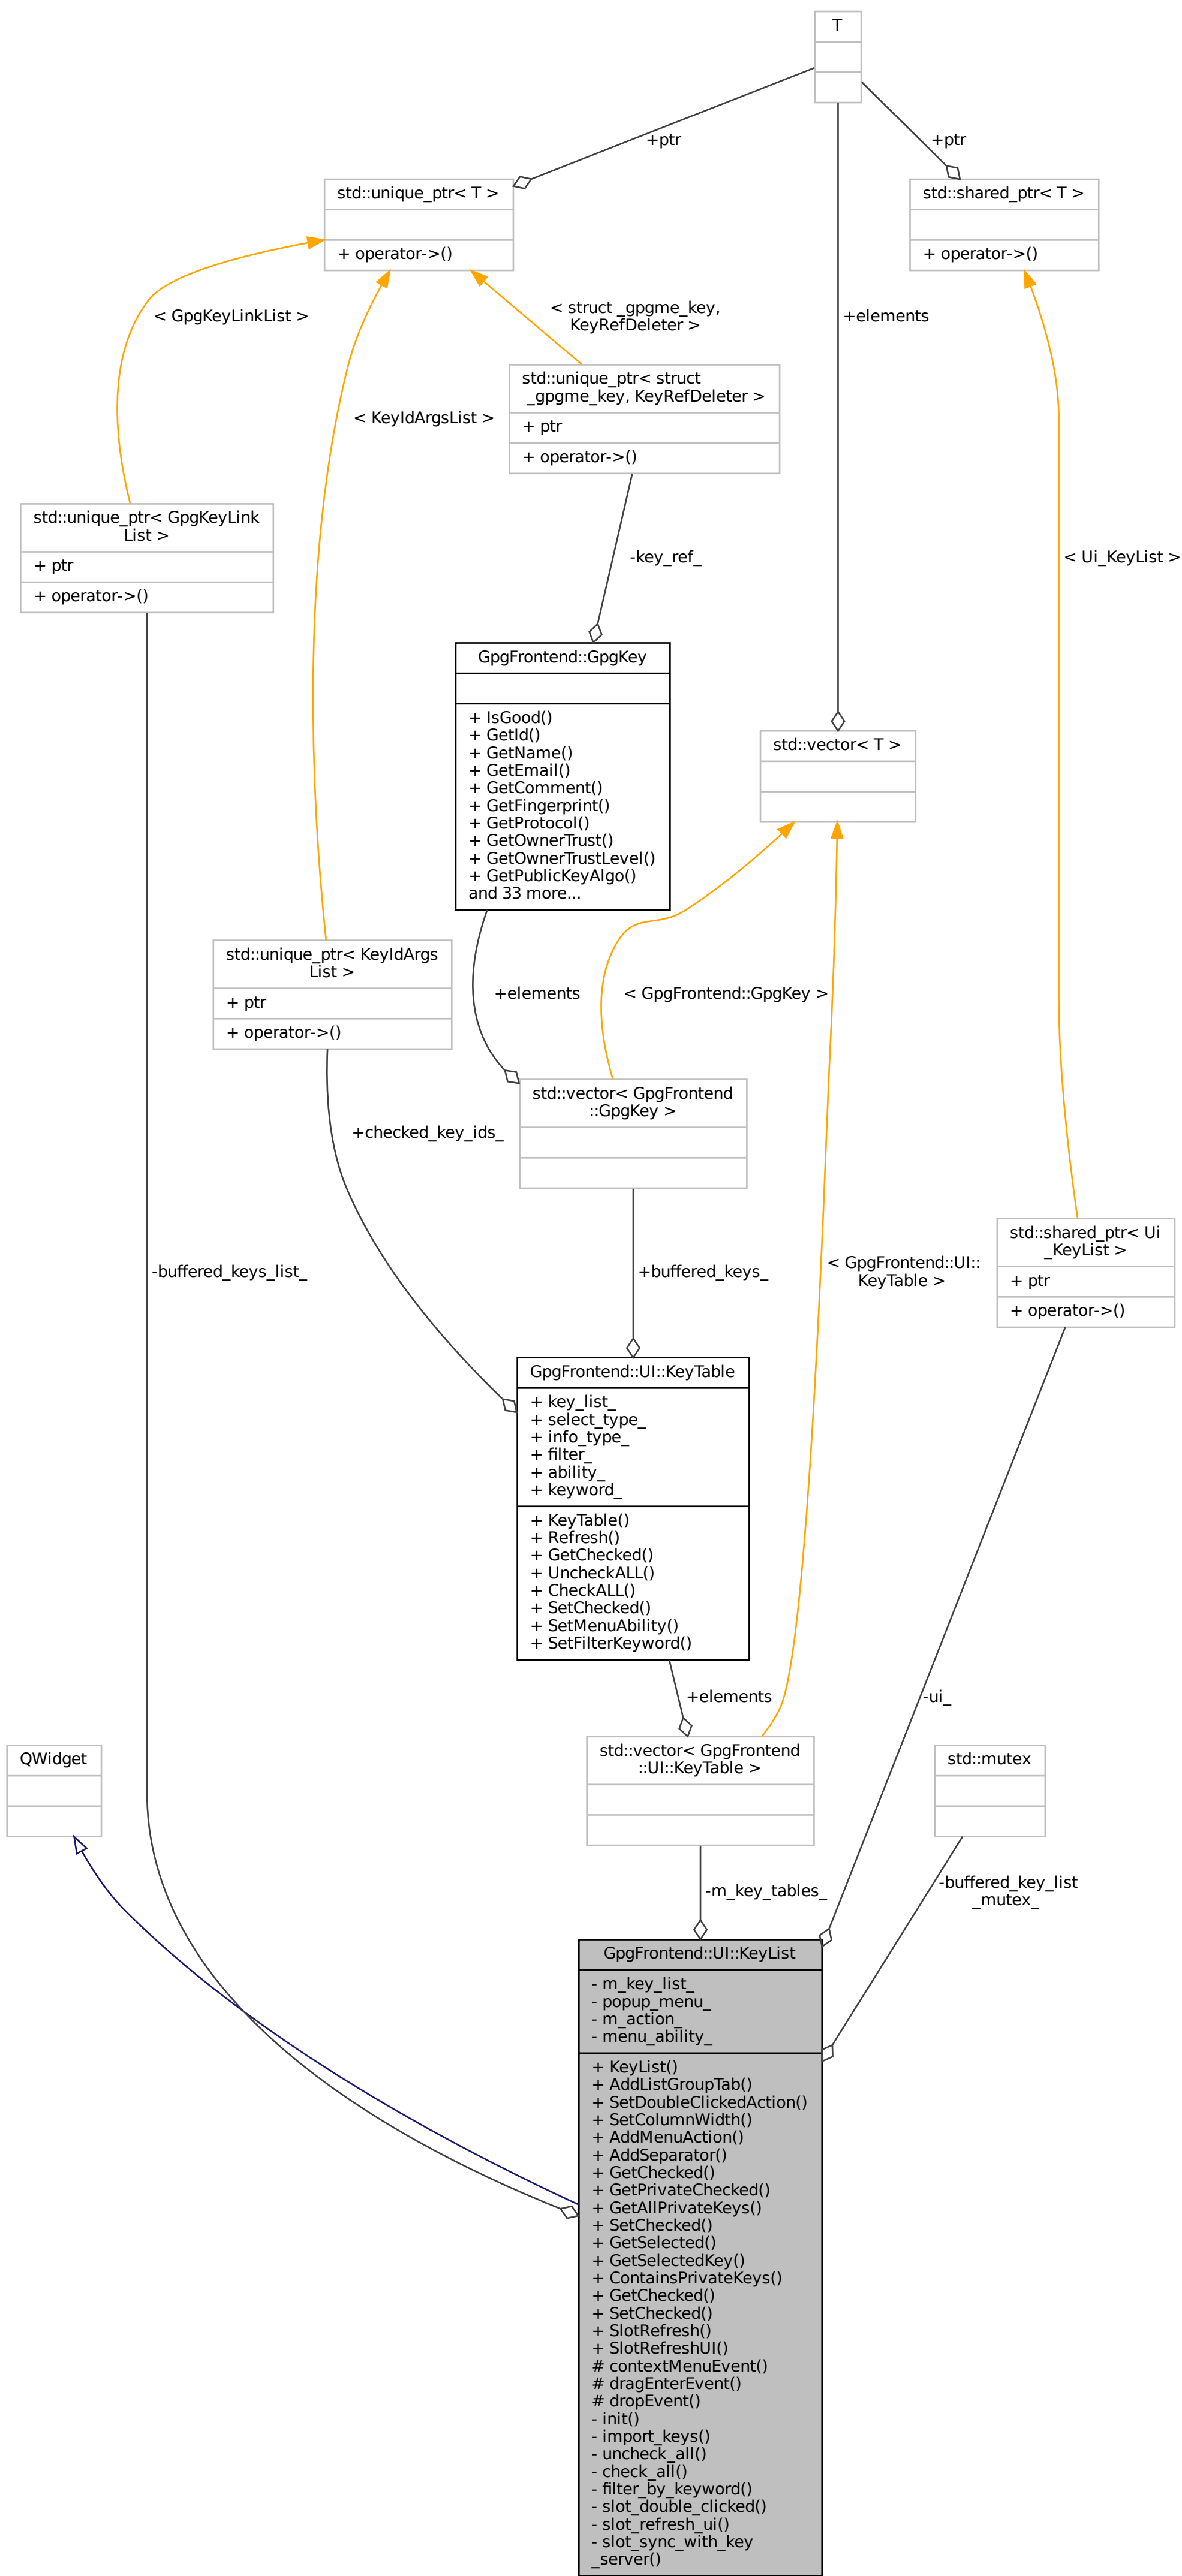 T
+ptr
+ptr
std::unique_ptr< T >
+ operator->()
std::shared_ptr< T >
+ operator->()
< GpgKeyLinkList >
< struct _gpgme_key,
KeyRefDeleter >
+elements
std::unique_ptr< struct
_gpgme_key, KeyRefDeleter >
+ ptr
+ operator->()
< KeyIdArgsList >
std::unique_ptr< GpgKeyLink
List >
+ ptr
+ operator->()
-key_ref_
< Ui_KeyList >
GpgFrontend::GpgKey
+ IsGood()
+ GetId()
+ GetName()
+ GetEmail()
+ GetComment()
+ GetFingerprint()
+ GetProtocol()
+ GetOwnerTrust()
+ GetOwnerTrustLevel()
+ GetPublicKeyAlgo()
and 33 more...
std::vector< T >
std::unique_ptr< KeyIdArgs
List >
+ ptr
+ operator->()
+elements
< GpgFrontend::GpgKey >
std::vector< GpgFrontend
::GpgKey >
+checked_key_ids_
-buffered_keys_list_
+buffered_keys_
< GpgFrontend::UI::
KeyTable >
std::shared_ptr< Ui
_KeyList >
+ ptr
+ operator->()
GpgFrontend::UI::KeyTable
+ key_list_
+ select_type_
+ info_type_
+ filter_
+ ability_
+ keyword_
+ KeyTable()
+ Refresh()
+ GetChecked()
+ UncheckALL()
+ CheckALL()
+ SetChecked()
+ SetMenuAbility()
+ SetFilterKeyword()
+elements
-ui_
QWidget
std::vector< GpgFrontend
::UI::KeyTable >
std::mutex
-m_key_tables_
-buffered_key_list
_mutex_
GpgFrontend::UI::KeyList
- m_key_list_
- popup_menu_
- m_action_
- menu_ability_
+ KeyList()
+ AddListGroupTab()
+ SetDoubleClickedAction()
+ SetColumnWidth()
+ AddMenuAction()
+ AddSeparator()
+ GetChecked()
+ GetPrivateChecked()
+ GetAllPrivateKeys()
+ SetChecked()
+ GetSelected()
+ GetSelectedKey()
+ ContainsPrivateKeys()
+ GetChecked()
+ SetChecked()
+ SlotRefresh()
+ SlotRefreshUI()
# contextMenuEvent()
# dragEnterEvent()
# dropEvent()
- init()
- import_keys()
- uncheck_all()
- check_all()
- filter_by_keyword()
- slot_double_clicked()
- slot_refresh_ui()
- slot_sync_with_key
_server()